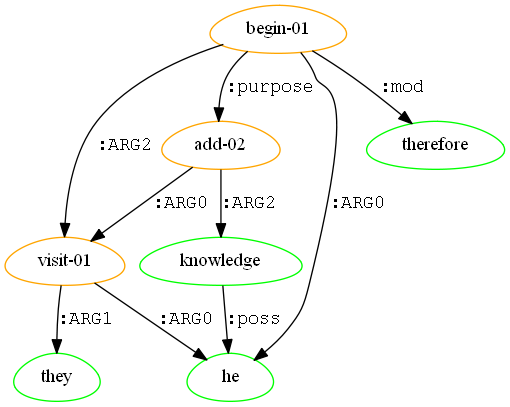 begin-01
:purpose
:mod
:ARG2
add-02
therefore
:ARG0
:ARG2
:ARG0
visit-01
knowledge
:ARG1
:ARG0
:poss
they
he